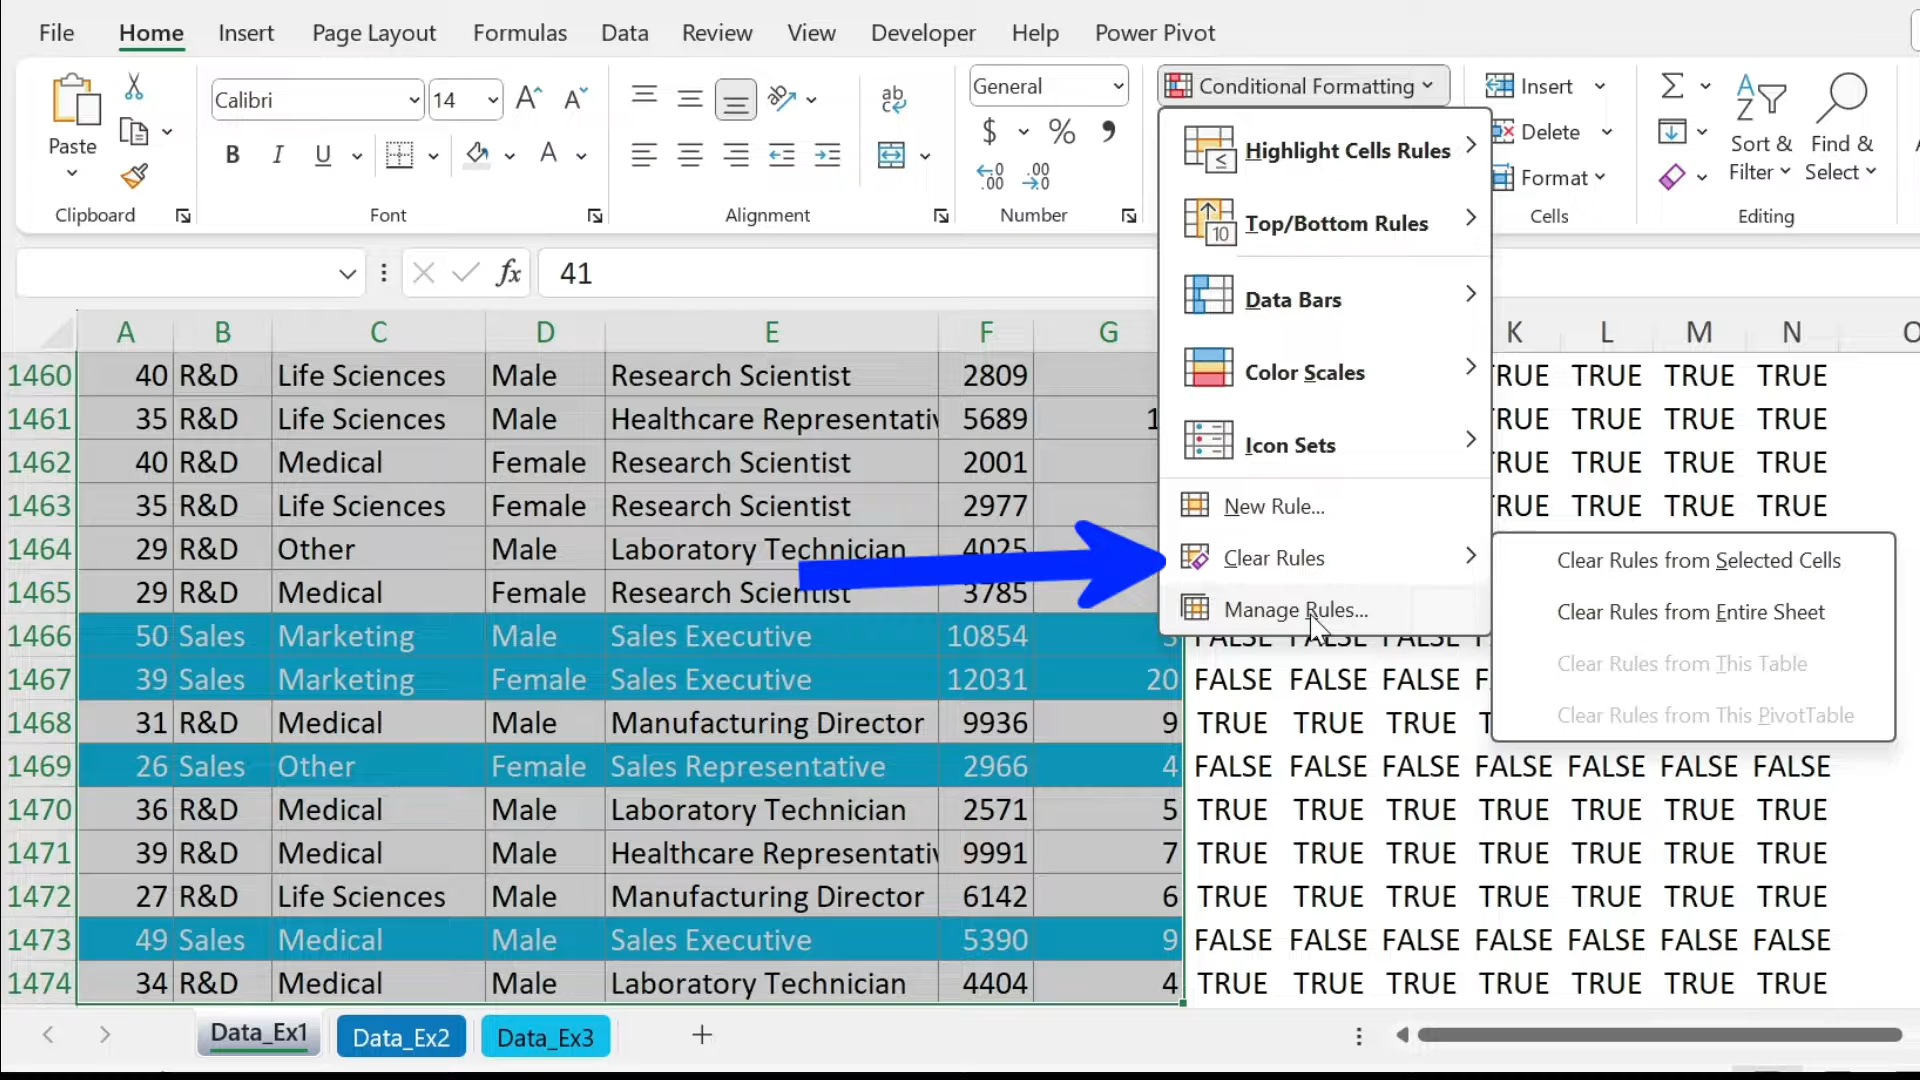 File Home Insert Page Layout Formulas Data Review View Developer Help Power Pivot
Paste
Clipboard
Calibri 14
B I U A
Font
ab
Alignment
General
$ % 9
.00 .00
Number
Conditional Formatting
Highlight Cells Rules
Top/Bottom Rules
10
Data Bars
Color Scales
Icon Sets
New Rule...
Clear Rules
Manage Rules...
Clear Rules from Selected Cells
Clear Rules from Entire Sheet
Clear Rules from This Table
Clear Rules from This PivotTable
Insert
Delete
Format
Cells
Sort & Filter
Find & Select
Editing
fx 41
A B C D E F G K L M N
1460 40 R&D Life Sciences Male Research Scientist 2809 TRUE TRUE TRUE
1461 35 R&D Life Sciences Male Healthcare Representativ 5689 1 TRUE TRUE TRUE
1462 40 R&D Medical Female Research Scientist 2001 TRUE TRUE TRUE
1463 35 R&D Life Sciences Female Research Scientist 2977 TRUE TRUE TRUE
1464 29 R&D Other Male Laboratory Technician 4025
1465 29 R&D Medical Female Research Scientist 3785
1466 50 Sales Marketing Male Sales Executive 10854 FALSE FALSE FALSE
1467 39 Sales Marketing Female Sales Executive 12031 20 FALSE FALSE FALSE F
1468 31 R&D Medical Male Manufacturing Director 9936 9 TRUE TRUE TRUE T
1469 26 Sales Other Female Sales Representative 2966 4 FALSE FALSE FALSE FALSE FALSE FALSE FALSE
1470 36 R&D Medical Male Laboratory Technician 2571 5 TRUE TRUE TRUE TRUE TRUE TRUE TRUE
1471 39 R&D Medical Male Healthcare Representativ 9991 7 TRUE TRUE TRUE TRUE TRUE TRUE TRUE
1472 27 R&D Life Sciences Male Manufacturing Director 6142 6 TRUE TRUE TRUE TRUE TRUE TRUE TRUE
1473 49 Sales Medical Male Sales Executive 5390 9 FALSE FALSE FALSE FALSE FALSE FALSE FALSE
1474 34 R&D Medical Male Laboratory Technician 4404 4 TRUE TRUE TRUE TRUE TRUE TRUE TRUE
Data_Ex1 Data_Ex2 Data_Ex3